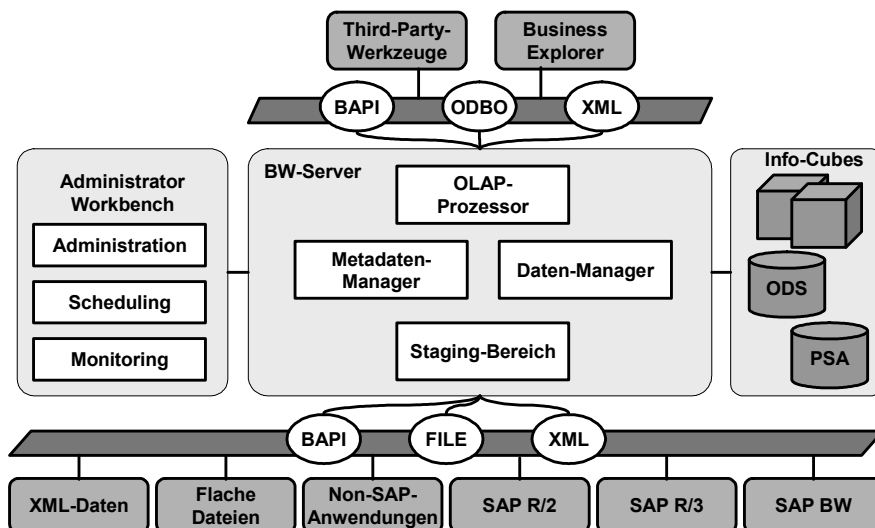 Third-Party-
Werkzeuge
Business
Explorer
BAPI
ODBO
XML
Administrator
Workbench
Administration
Scheduling
Monitoring
BW-Server
OLAP-
Prozessor
Metadaten-
Manager
Daten-Manager
Staging-Bereich
Info-Cubes
ODS
PSA
BAPI
FILE
XML
XML-Daten
Flache
Dateien
Non-SAP-
Anwendungen
SAP R/2
SAP R/3
SAP BW